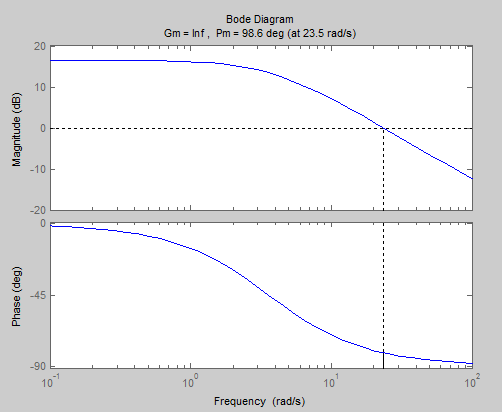 Bode Diagram
Gm = Inf , Pm = 98.6 deg (at 23.5 rad/s)
Magnitude (dB)
20
10
0
-10
-20
Phase (deg)
0
-45
-90
10^-1
10^0
10^1
10^2
Frequency (rad/s)